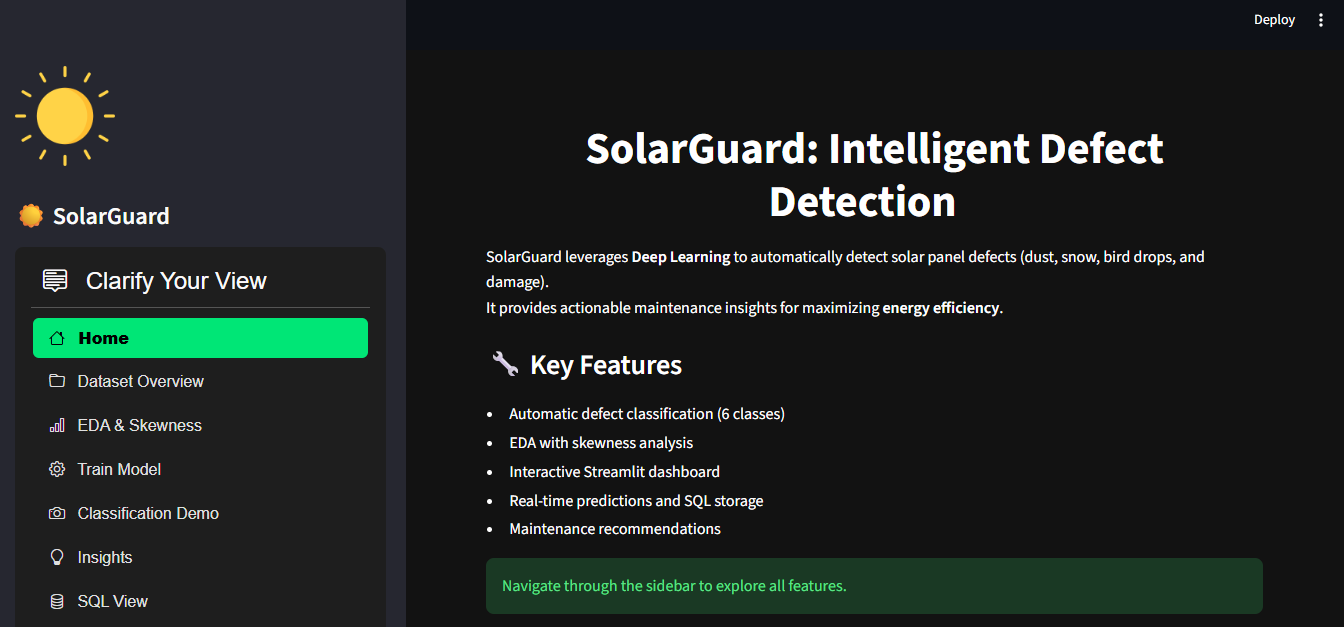 Deploy
SolarGuard
Clarify Your View
Home
Dataset Overview
EDA & Skewness
Train Model
Classification Demo
Insights
SQL View
SolarGuard: Intelligent Defect
Detection
SolarGuard leverages Deep Learning to automatically detect solar panel defects (dust, snow, bird drops, and
damage).
It provides actionable maintenance insights for maximizing energy efficiency.
Key Features
• Automatic defect classification (6 classes)
• EDA with skewness analysis
• Interactive Streamlit dashboard
• Real-time predictions and SQL storage
• Maintenance recommendations
Navigate through the sidebar to explore all features.